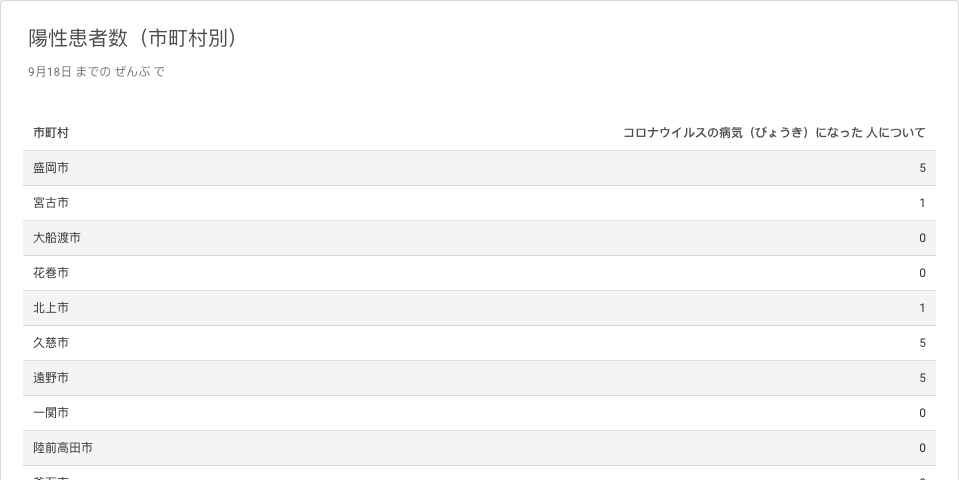 陽性患者数（市町村別）
9月18日 までの ぜんぶ で
市町村 コロナウイルスの病気（びょうき）になった 人について
盛岡市 5
宮古市 1
大船渡市 0
花巻市 0
北上市 1
久慈市 5
遠野市 5
一関市 0
陸前高田市 0